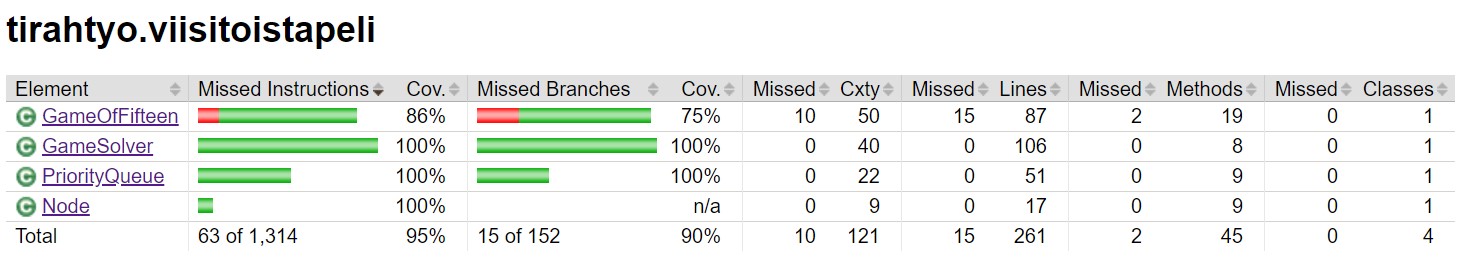 tirahtyo.viisitoistapeli
Element Missed Instructions Cov. Missed Branches Cov. Missed Cxty Missed Lines Missed Methods Missed Classes
C GameOfFifteen 86% 75% 10 50 15 87 2 19 0 1
C GameSolver 100% 100% 0 40 0 106 0 8 0 1
C PriorityQueue 100% 100% 0 22 0 51 0 9 0 1
C Node 100% n/a 0 9 0 17 0 9 0 1
Total 63 of 1,314 95% 15 of 152 90% 10 121 15 261 2 45 0 4